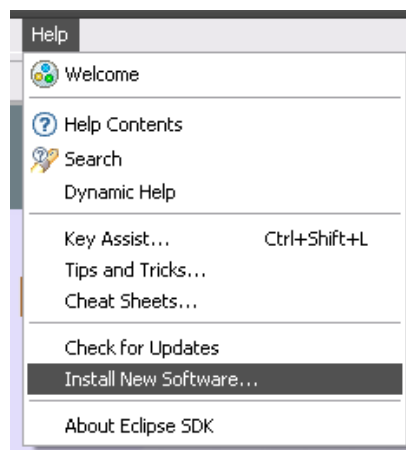 Help
Welcome
Help Contents
Search
Dynamic Help
Key Assist... Ctrl+Shift+L
Tips and Tricks...
Cheat Sheets...
Check for Updates
Install New Software...
About Eclipse SDK